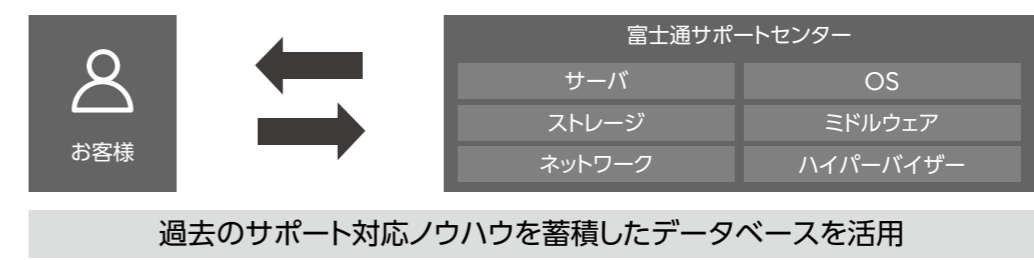 お客様
富士通サポートセンター
サーバ
OS
ストレージ
ミドルウェア
ネットワーク
ハイパーバイザー
過去のサポート対応ノウハウを蓄積したデータベースを活用